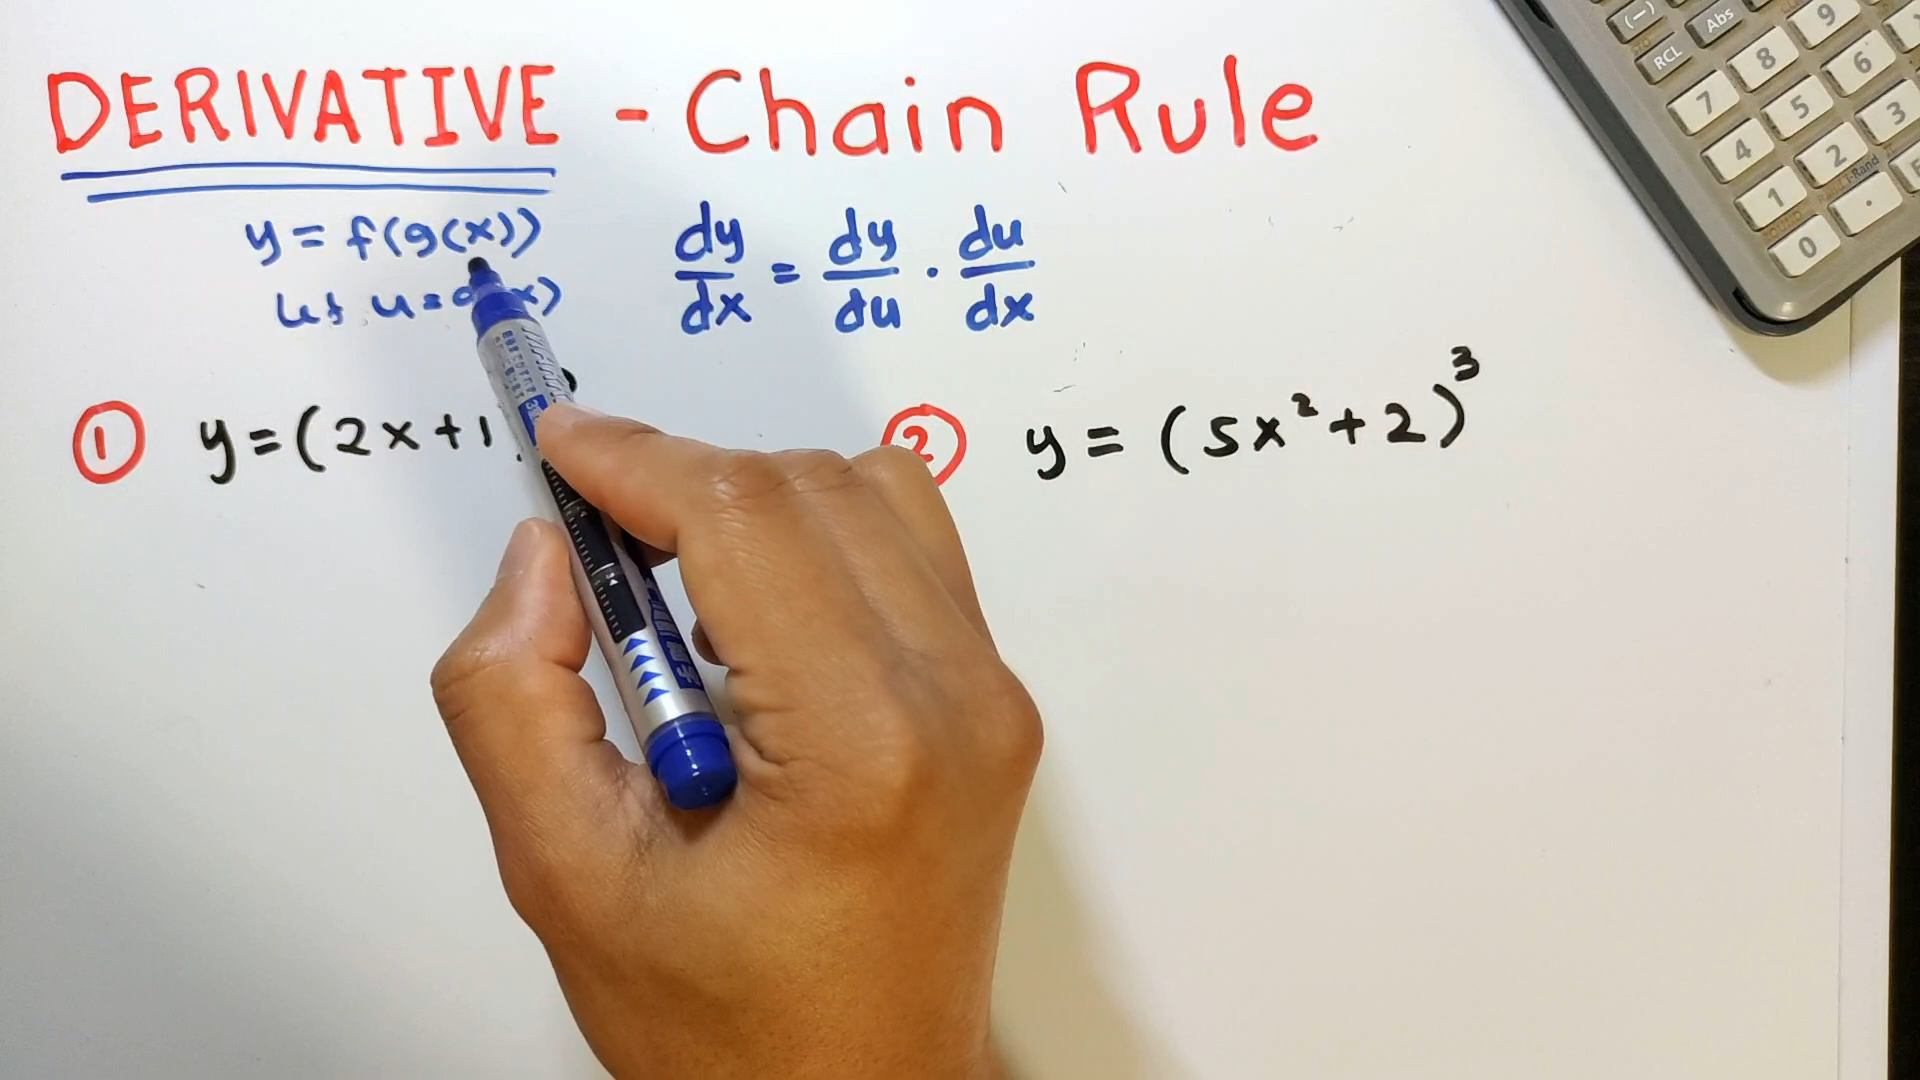 DERIVATIVE - Chain Rule
y = f(g(x))
let u = g(x)
dy/dx = dy/du · du/dx
① y=(2x+1
② y = (5x²+2)³
(-) Abs
RCL
7 8 9
4 5 6
1 2 3
0 .